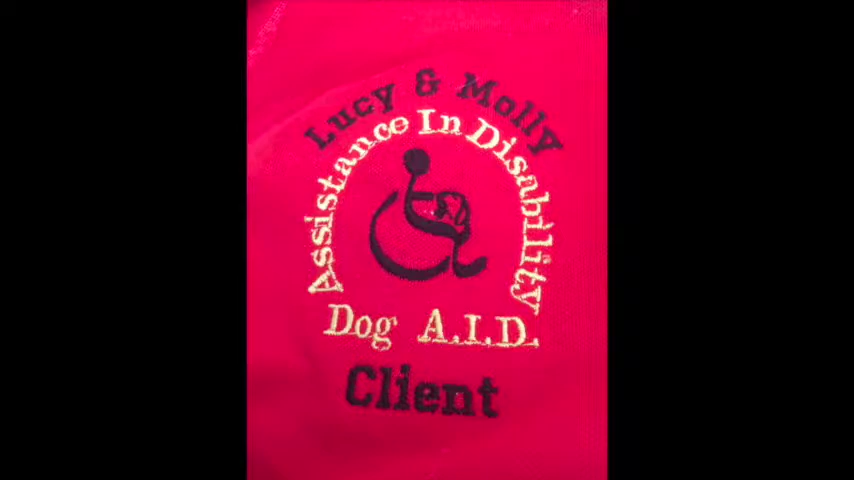 Lucy & Molly
Assistance In Disability
Dog A.I.D.
Client